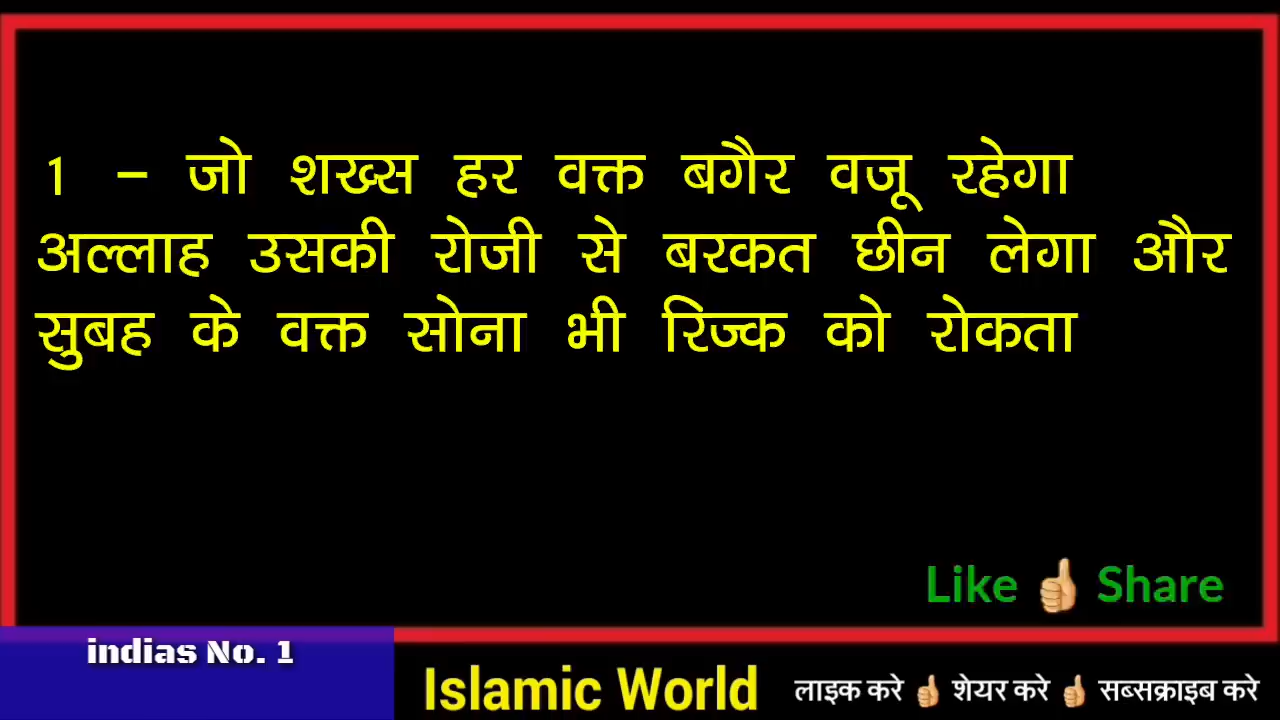 1 - जो शख्स हर वक्त बगैर वजू रहेगा
अल्लाह उसकी रोजी से बरकत छीन लेगा और
सुबह के वक्त सोना भी रिज्क को रोकता
Like 👍 Share
indias No. 1
Islamic World लाइक करे 👍 शेयर करे 👍 सब्सक्राइब करे